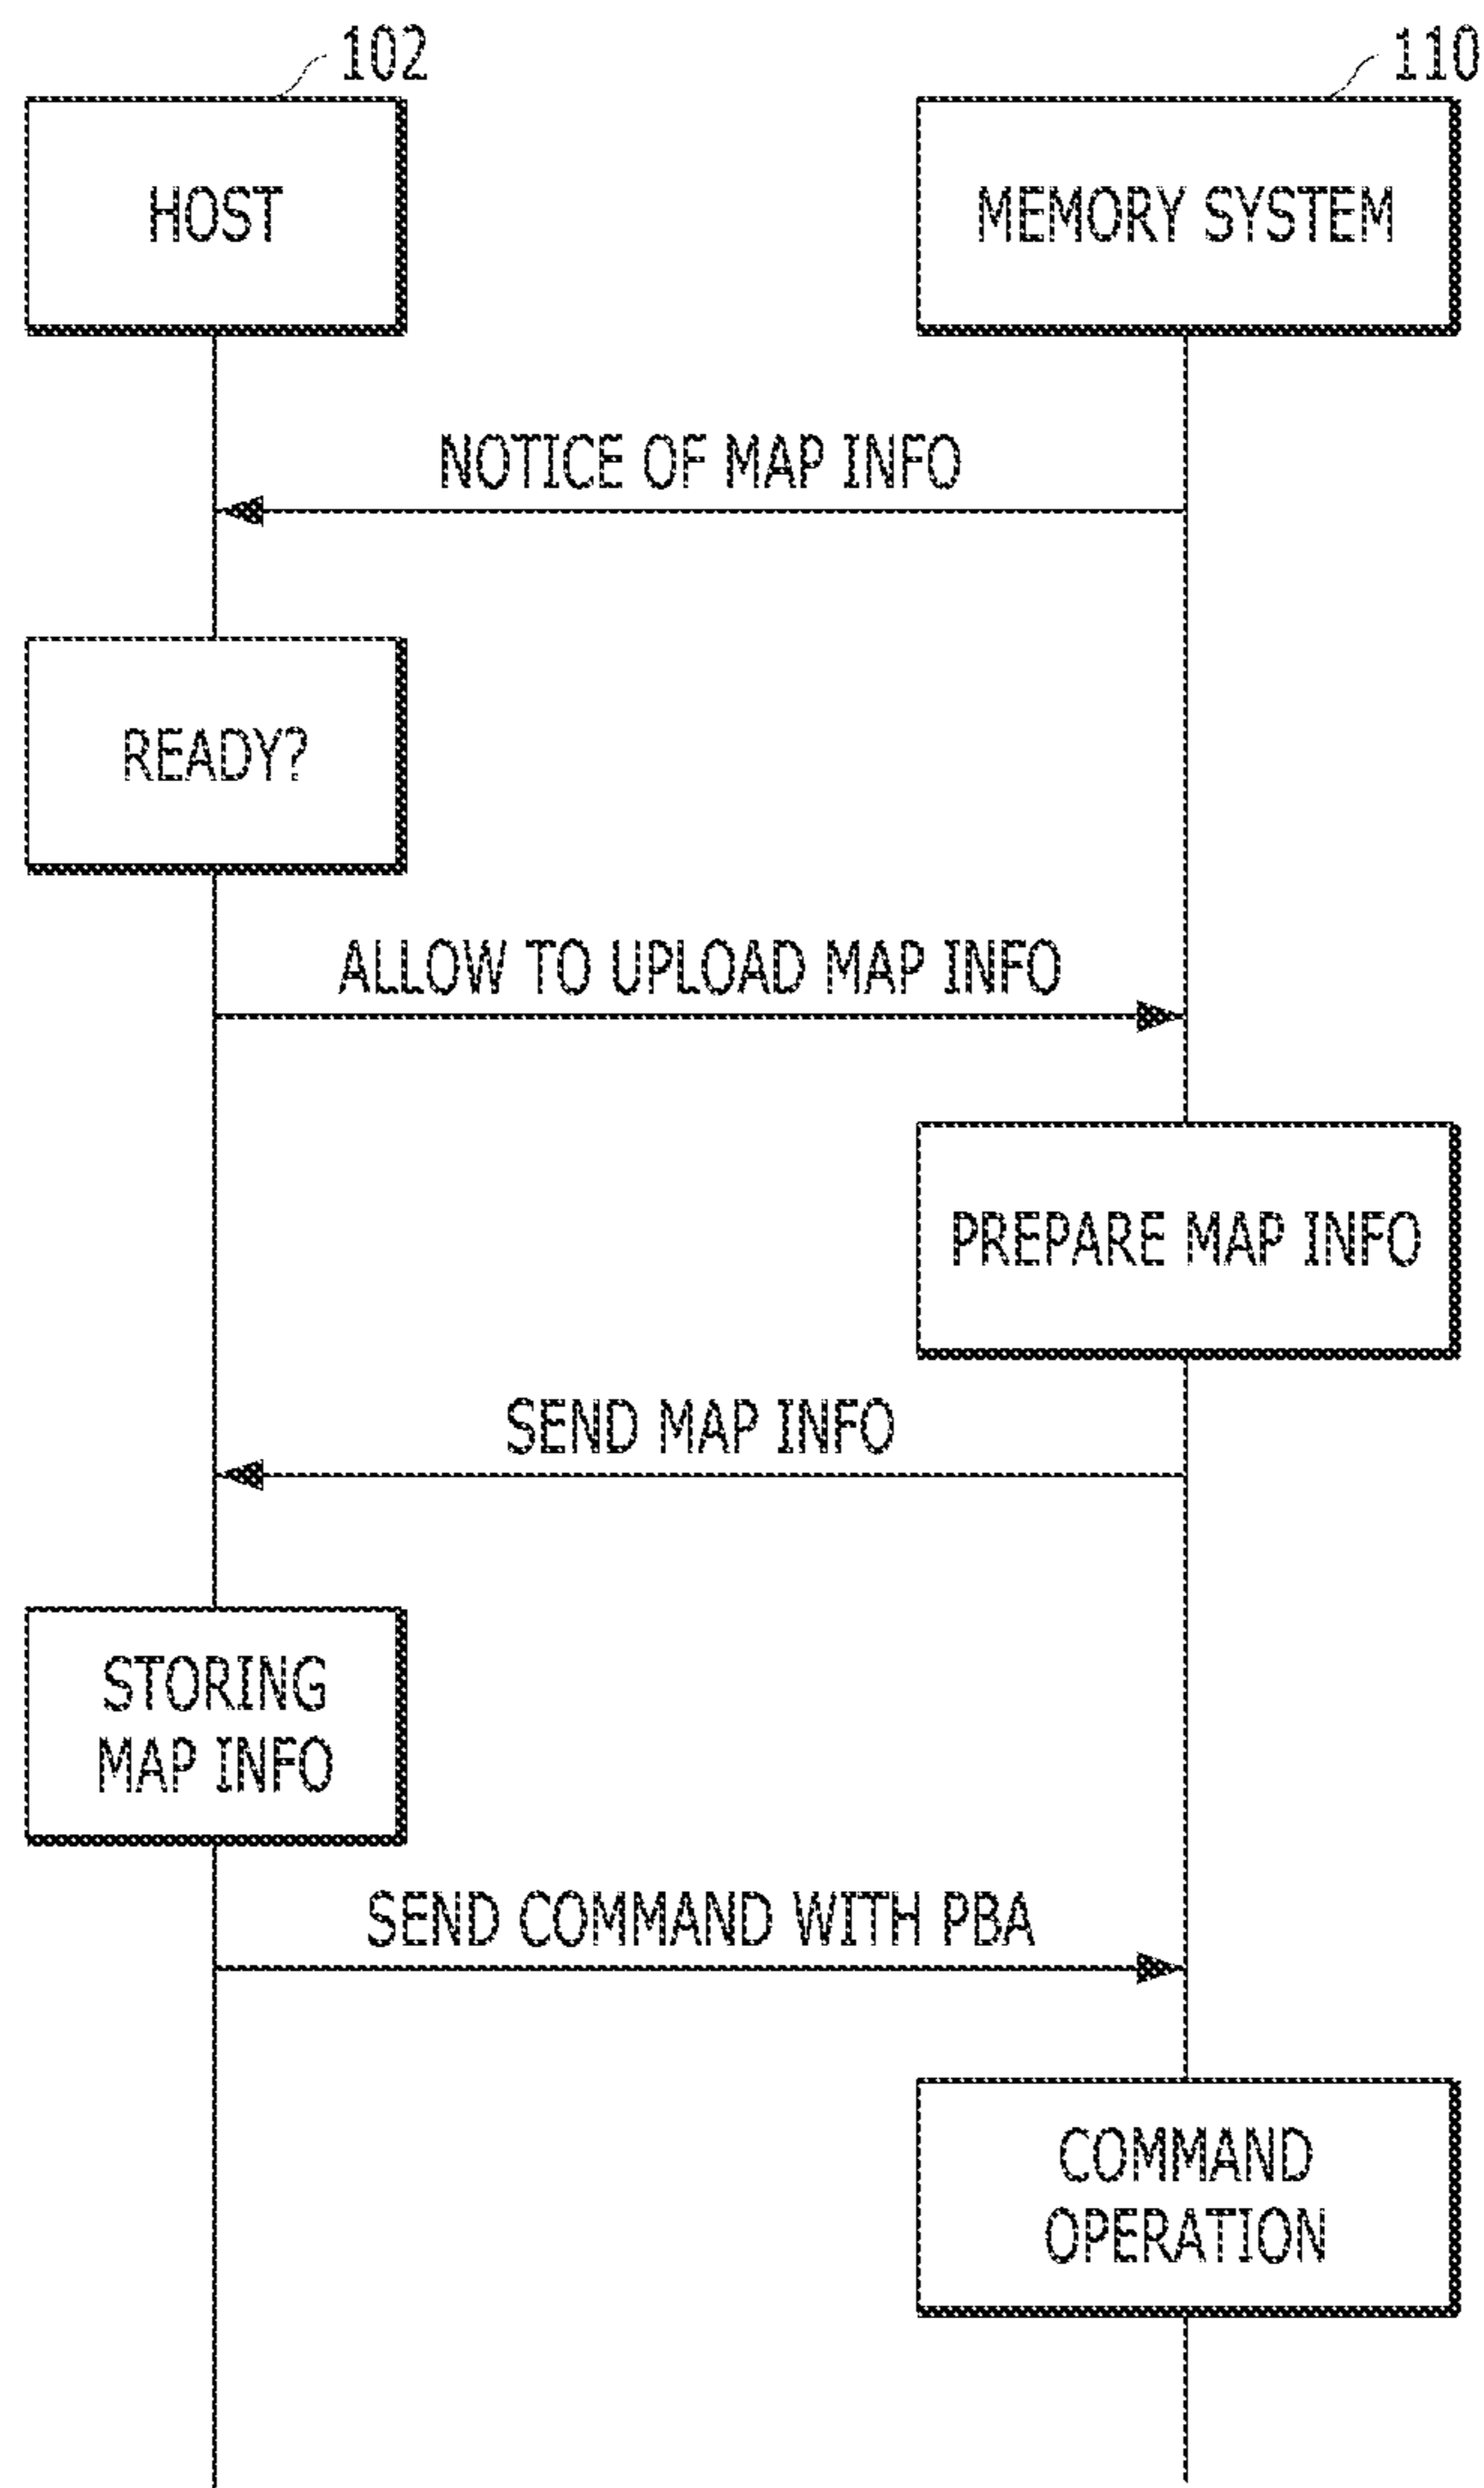 102
110
HOST
MEMORY SYSTEM
NOTICE OF MAP INFO
READY?
ALLOW TO UPLOAD MAP INFO
PREPARE MAP INFO
SEND MAP INFO
STORING
MAP INFO
SEND COMMAND WITH PBA
COMMAND
OPERATION